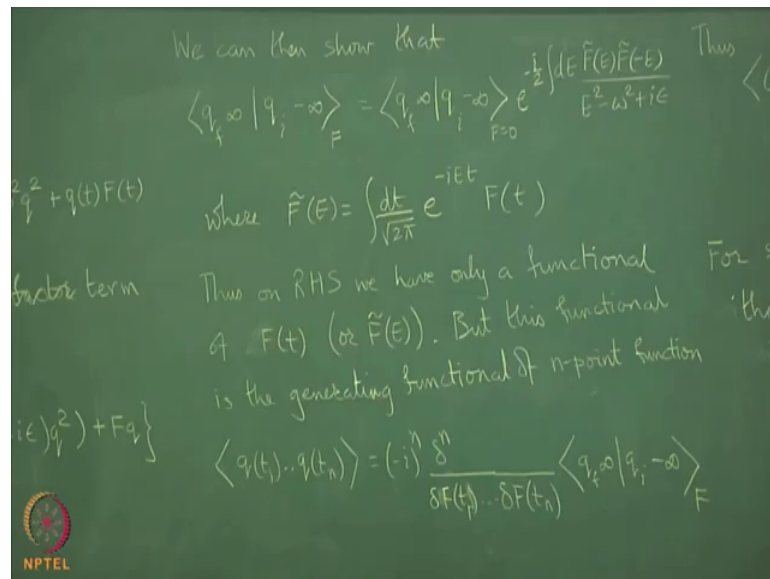 We can then show that
⟨q_f ∞ | q_i -∞⟩_F = ⟨q_f ∞ | q_i -∞⟩_{F=0} e^{-i/2 ∫dE F̃(E)F̃(-E) / (E² - ω² + iε)}
Thus
² q² + q(t) F(t)
where F̃(E) = ∫ dt/√2π e^{-iEt} F(t)
factor term
Thus on RHS we have only a functional
of F(t) (or F̃(E)). But this functional
is the generating functional of n-point function
For
iε)q²) + Fq}
⟨q(t₁)..q(tₙ)⟩ = (-i)ⁿ δⁿ / δF(t₁)...δF(tₙ) ⟨q_f ∞ | q_i -∞⟩_F
NPTEL